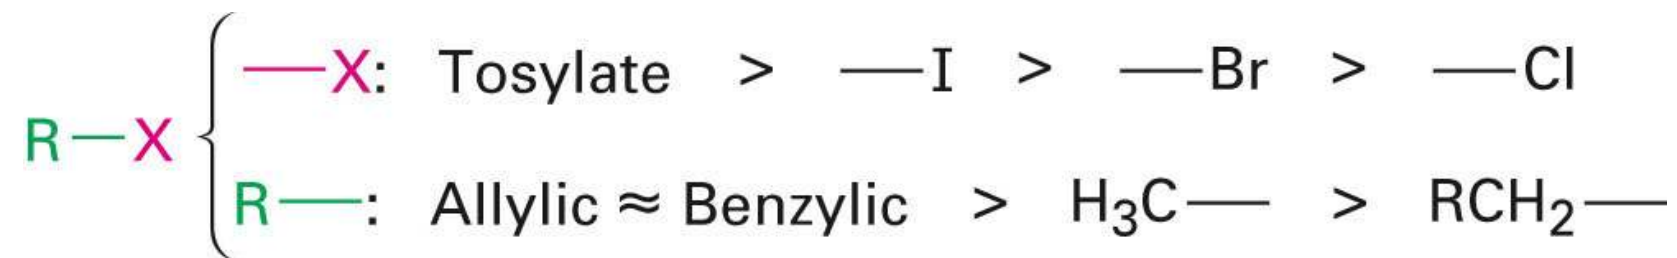 —X: Tosylate > —I > —Br > —Cl
R—X
R—: Allylic ≈ Benzylic > H₃C— > RCH₂—